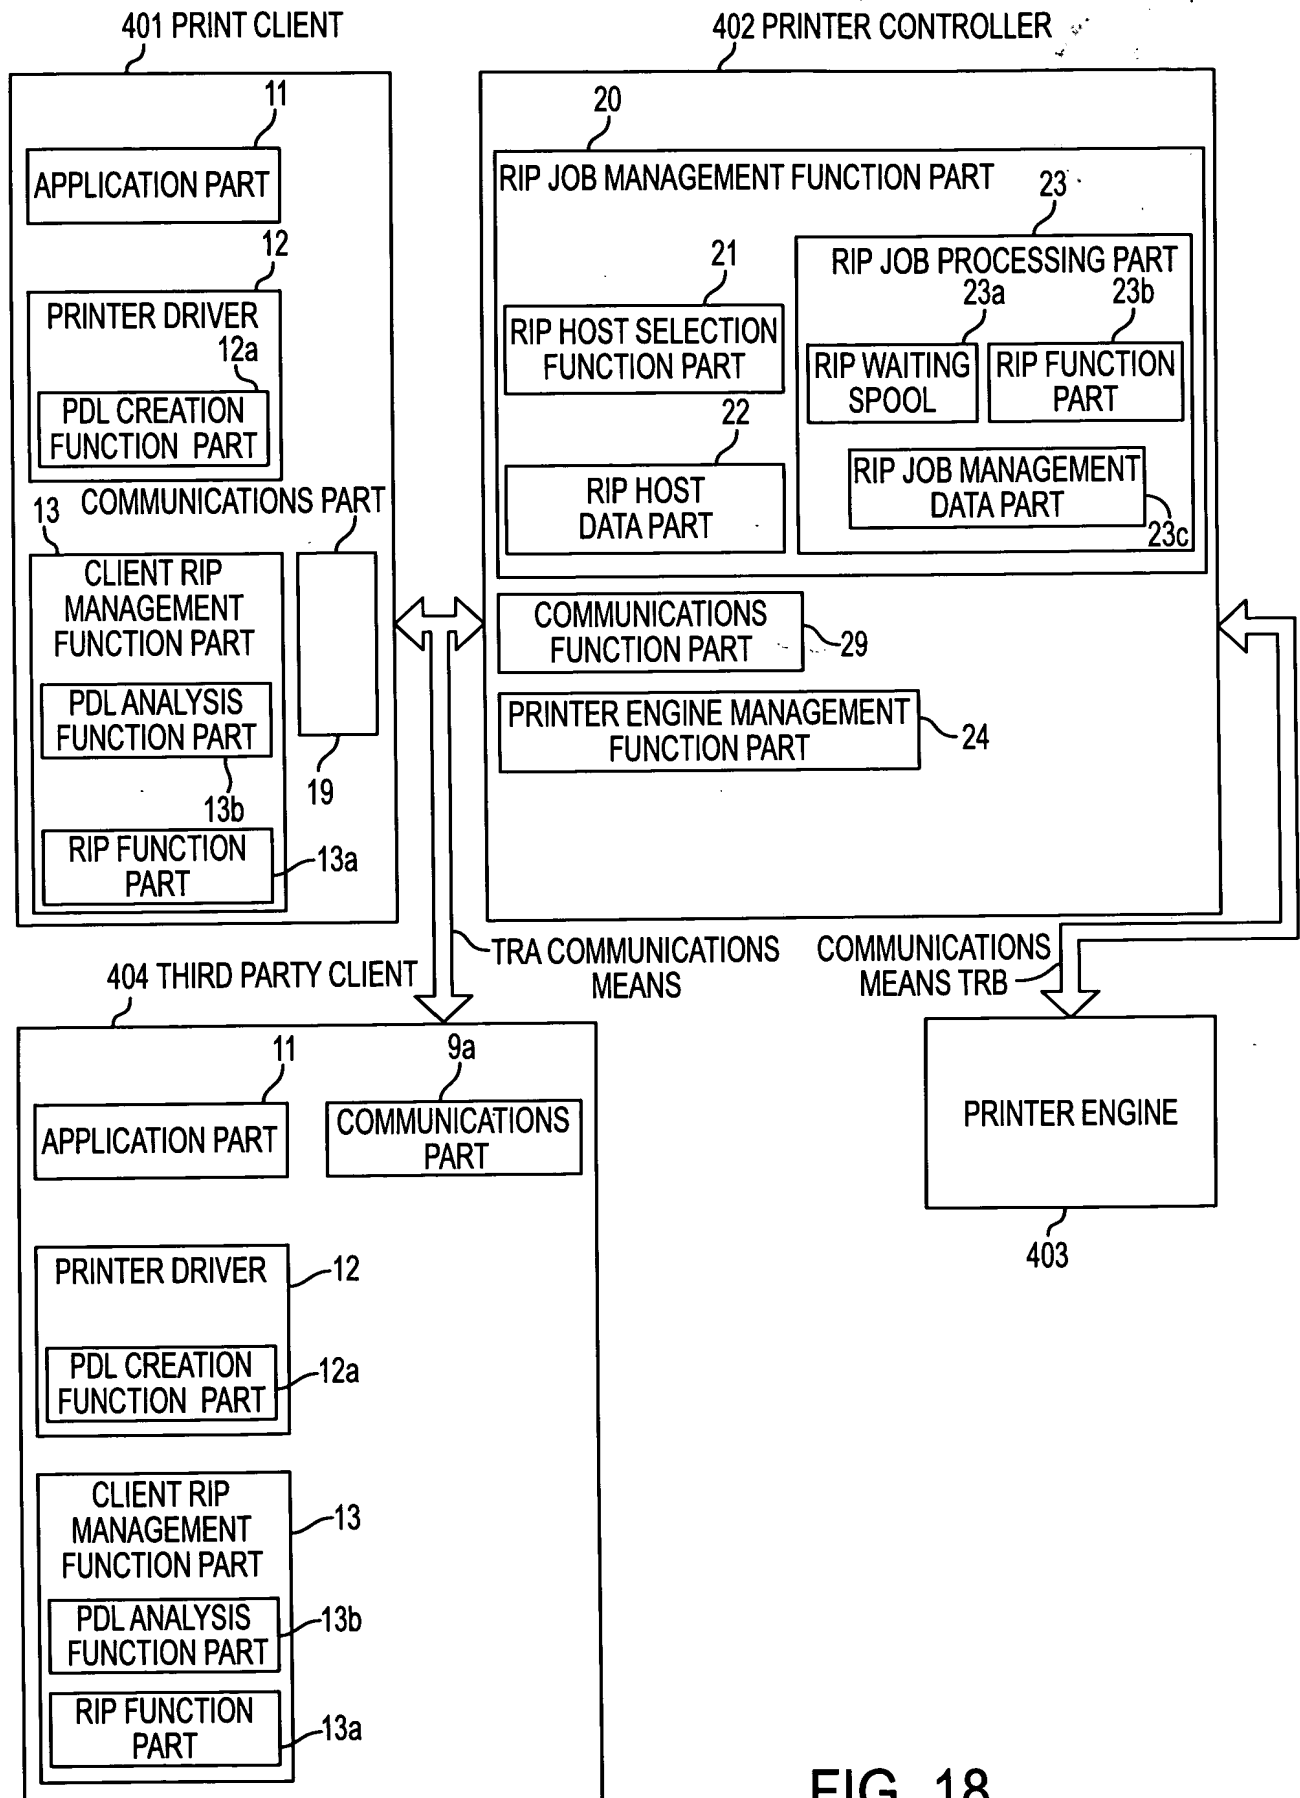 401 PRINT CLIENT
11
APPLICATION PART
12
PRINTER DRIVER
12a
PDL CREATION
FUNCTION PART
13
COMMUNICATIONS PART
CLIENT RIP
MANAGEMENT
FUNCTION PART
PDL ANALYSIS
FUNCTION PART
13b
19
RIP FUNCTION
PART
13a
402 PRINTER CONTROLLER
20
RIP JOB MANAGEMENT FUNCTION PART
21
RIP HOST SELECTION
FUNCTION PART
22
RIP HOST
DATA PART
23
RIP JOB PROCESSING PART
23a
23b
RIP WAITING
SPOOL
RIP FUNCTION
PART
RIP JOB MANAGEMENT
DATA PART
23c
COMMUNICATIONS
FUNCTION PART
29
PRINTER ENGINE MANAGEMENT
FUNCTION PART
24
TRA COMMUNICATIONS
MEANS
COMMUNICATIONS
MEANS TRB
404 THIRD PARTY CLIENT
11
APPLICATION PART
9a
COMMUNICATIONS
PART
PRINTER DRIVER
12
PDL CREATION
FUNCTION PART
12a
CLIENT RIP
MANAGEMENT
FUNCTION PART
13
PDL ANALYSIS
FUNCTION PART
13b
RIP FUNCTION
PART
13a
PRINTER ENGINE
403
FIG. 18